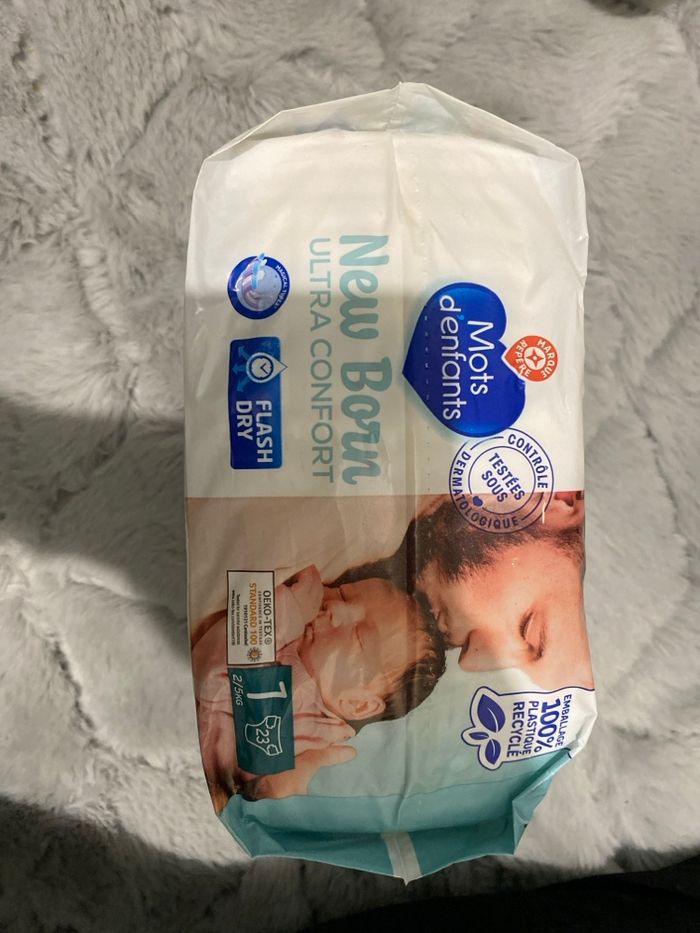 MARQUE
REPÈRE
Mots
d'enfants
CONTRÔLE
TESTÉES
SOUS
DERMATOLOGIQUE
New Born
ULTRA CONFORT
FLASH
DRY
EMBALLAGE
100%
PLASTIQUE
RECYCLÉ
OEKO-TEX®
STANDARD 100
1
2/5KG
23